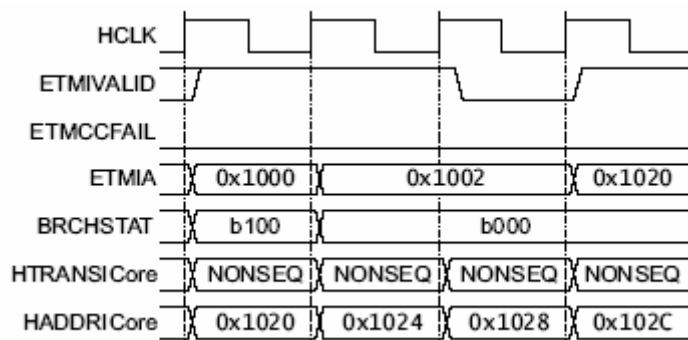 HCLK
ETMIVALID
ETMCCFAIL
ETMIA 0x1000 0x1002 0x1020
BRCHSTAT b100 b000
HTRANSICore NONSEQ NONSEQ NONSEQ NONSEQ
HADDRICore 0x1020 0x1024 0x1028 0x102C